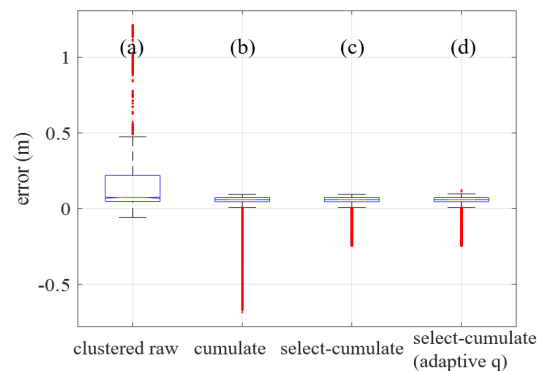 (a) (b) (c) (d)
1
0.5
0
-0.5
error (m)
clustered raw cumulate select-cumulate select-cumulate
(adaptive q)